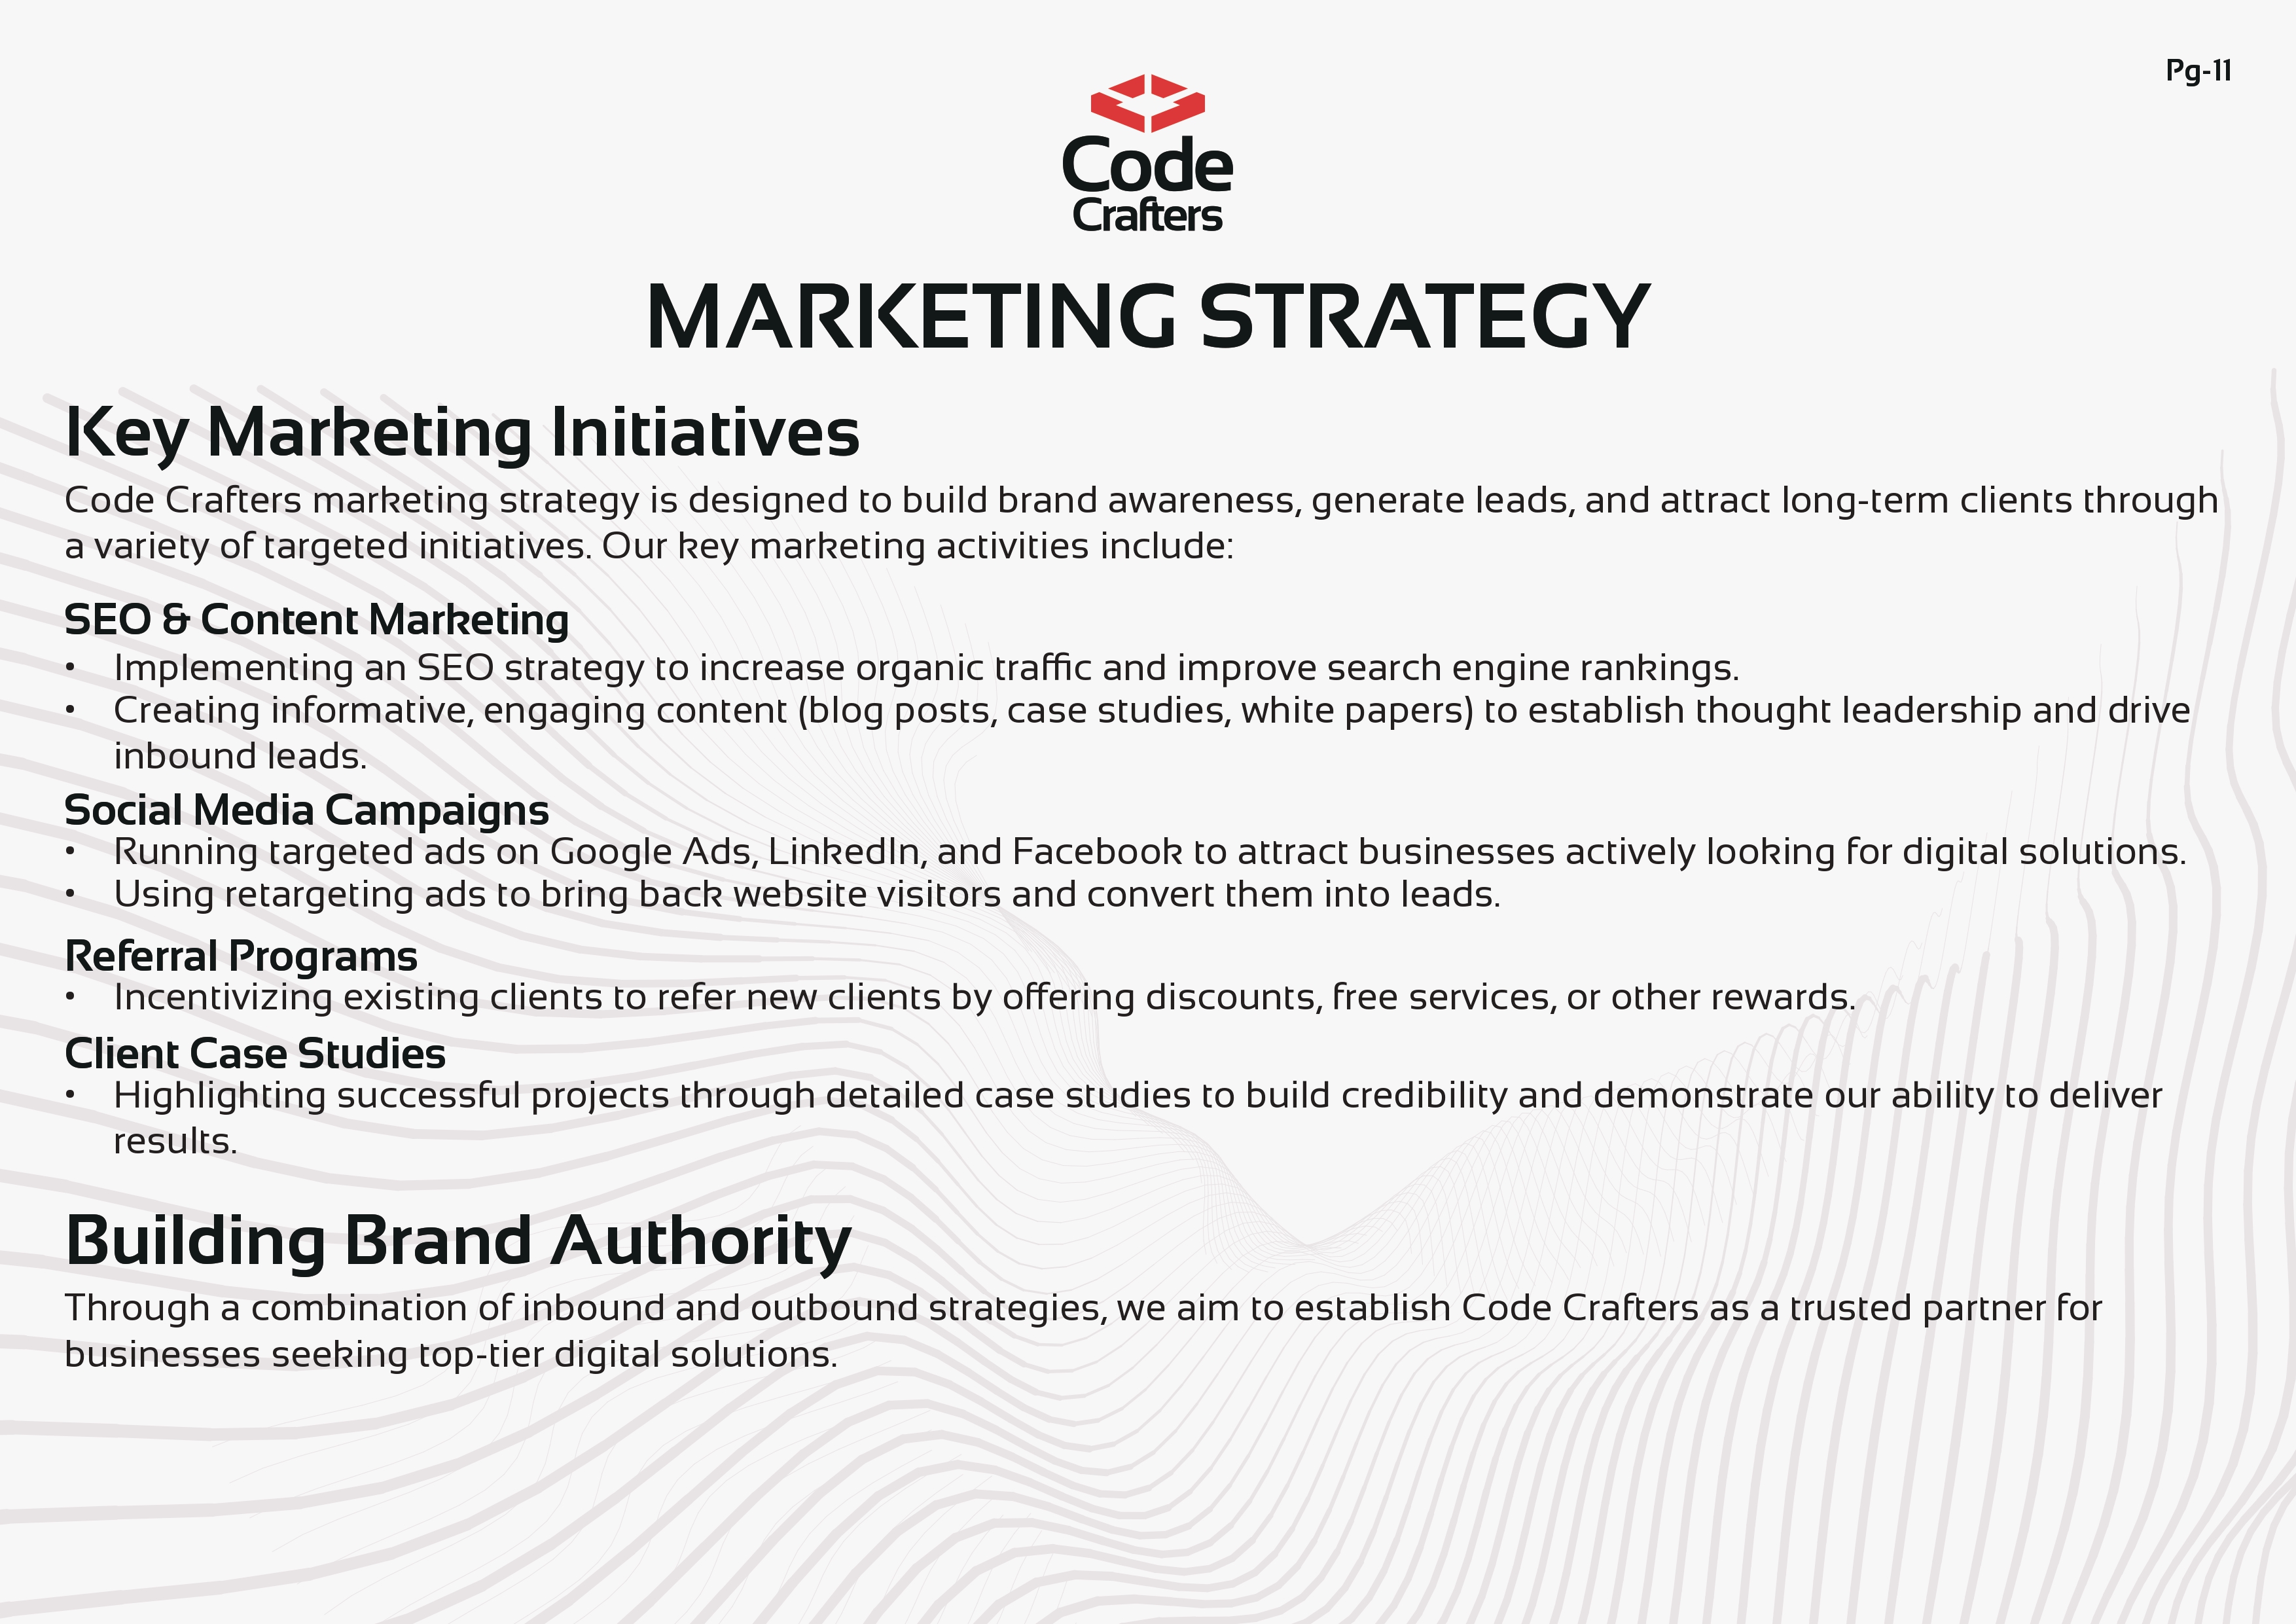 Pg-11
Code
Crafters
MARKETING STRATEGY
Key Marketing Initiatives
Code Crafters marketing strategy is designed to build brand awareness, generate leads, and attract long-term clients through
a variety of targeted initiatives. Our key marketing activities include:
SEO & Content Marketing
• Implementing an SEO strategy to increase organic traffic and improve search engine rankings.
• Creating informative, engaging content (blog posts, case studies, white papers) to establish thought leadership and drive
inbound leads.
Social Media Campaigns
• Running targeted ads on Google Ads, LinkedIn, and Facebook to attract businesses actively looking for digital solutions.
• Using retargeting ads to bring back website visitors and convert them into leads.
Referral Programs
• Incentivizing existing clients to refer new clients by offering discounts, free services, or other rewards.
Client Case Studies
• Highlighting successful projects through detailed case studies to build credibility and demonstrate our ability to deliver
results.
Building Brand Authority
Through a combination of inbound and outbound strategies, we aim to establish Code Crafters as a trusted partner for
businesses seeking top-tier digital solutions.